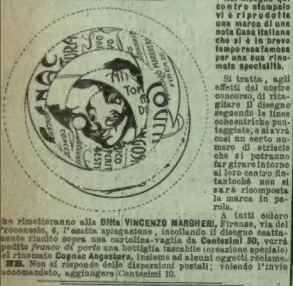 contro stampato
vi è riprodotta
una marca di una
nota Casa Italiana
che si è in breve
tempo resa famosa
per una sua rino-
mata specialità.
Si tratta, agli
effetti del nostro
concorso, di rita-
gliare il disegno
seguendo le linee
concentriche pun-
teggiate, e si avrà
così un certo nu-
mero di striscie
che si potranno
far girare intorno
al loro centro fin-
tantochè non si
sarà ricomposta
la marca in pa-
rola.
A tutti coloro
che rimetteranno alla Ditta VINCENZO MARGHERI, Firenze, via del
Proconsolo, 4, l'esatta spiegazione, incollando il disegno esatta-
mente riunito sopra una cartolina-vaglia da Centesimi 50, verrà
spedito franco di porto una bottiglia tascabile (creazione speciale)
del rinomato Cognac Angostura, insieme ad alcuni oggetti réclame.
NB. Non si risponde delle dispersioni postali; volendo l'invio
raccomandato, aggiungere Centesimi 10.